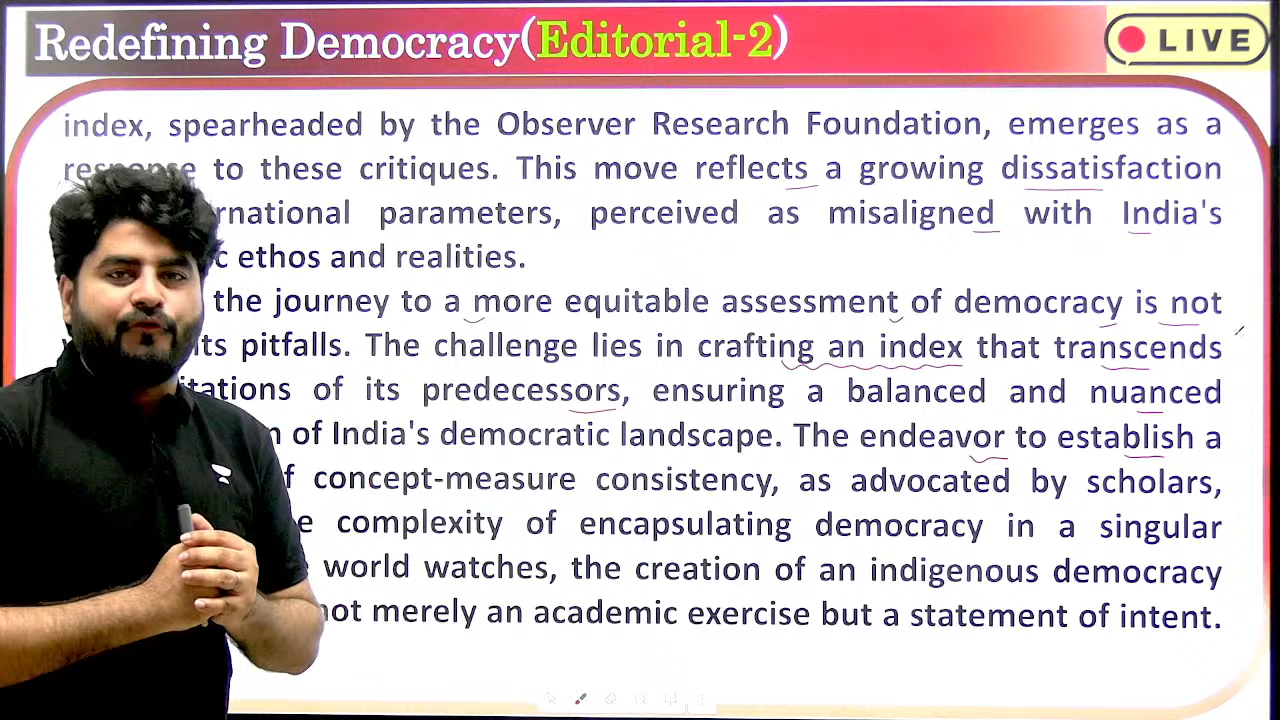 Redefining Democracy(Editorial-2)
LIVE
index, spearheaded by the Observer Research Foundation, emerges as a
response to these critiques. This move reflects a growing dissatisfaction
parameters, perceived as misaligned with India's
ethos and realities.
the journey to a more equitable assessment of democracy is not
its pitfalls. The challenge lies in crafting an index that transcends
of its predecessors, ensuring a balanced and nuanced
of India's democratic landscape. The endeavor to establish a
concept-measure consistency, as advocated by scholars,
complexity of encapsulating democracy in a singular
world watches, the creation of an indigenous democracy
not merely an academic exercise but a statement of intent.